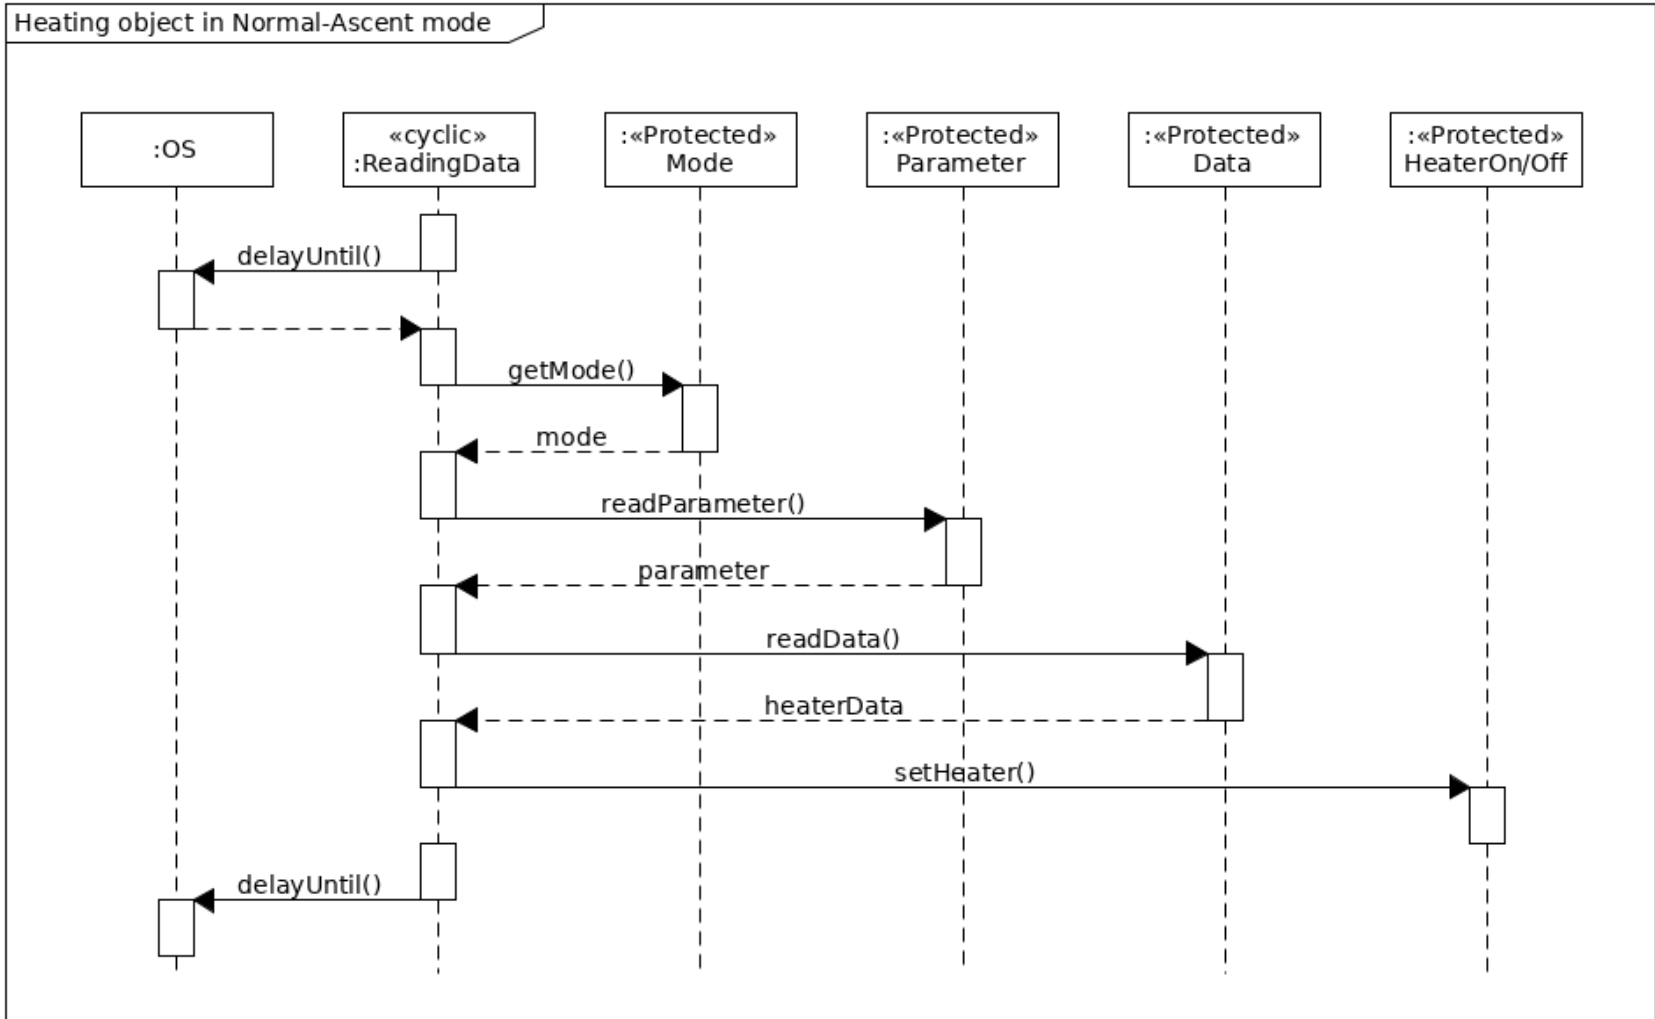 Heating object in Normal-Ascent mode
:OS
«cyclic»
:ReadingData
:«Protected»
Mode
:«Protected»
Parameter
:«Protected»
Data
:«Protected»
HeaterOn/Off
delayUntil()
getMode()
mode
readParameter()
parameter
readData()
heaterData
setHeater()
delayUntil()